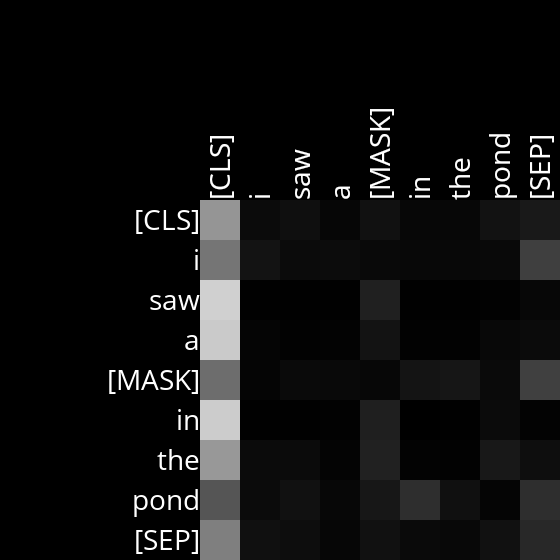 [CLS] i saw a [MASK] in the pond [SEP]
[CLS]
i
saw
a
[MASK]
in
the
pond
[SEP]